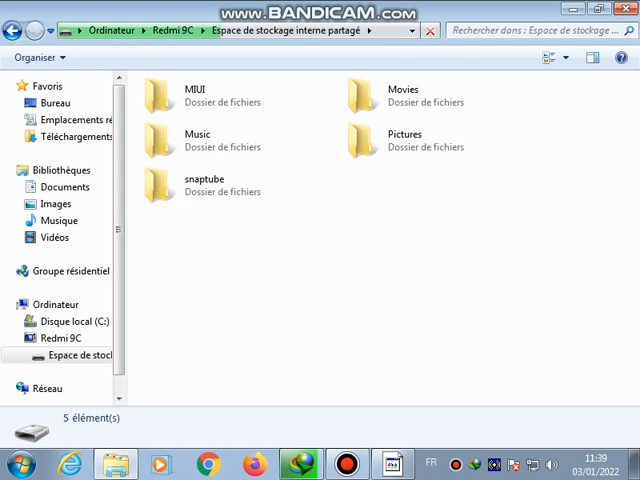 www.BANDICAM.com
Ordinateur
Redmi 9C
Espace de stockage interne partagé
Rechercher dans : Espace de stockage ...
Organiser
Favoris
Bureau
Emplacements ré
Téléchargements
Bibliothèques
Documents
Images
Musique
Vidéos
Groupe résidentiel
Ordinateur
Disque local (C:)
Redmi 9C
Espace de stocl
Réseau
MIUI
Dossier de fichiers
Movies
Dossier de fichiers
Music
Dossier de fichiers
Pictures
Dossier de fichiers
snaptube
Dossier de fichiers
5 élément(s)
FR
11:39
03/01/2022